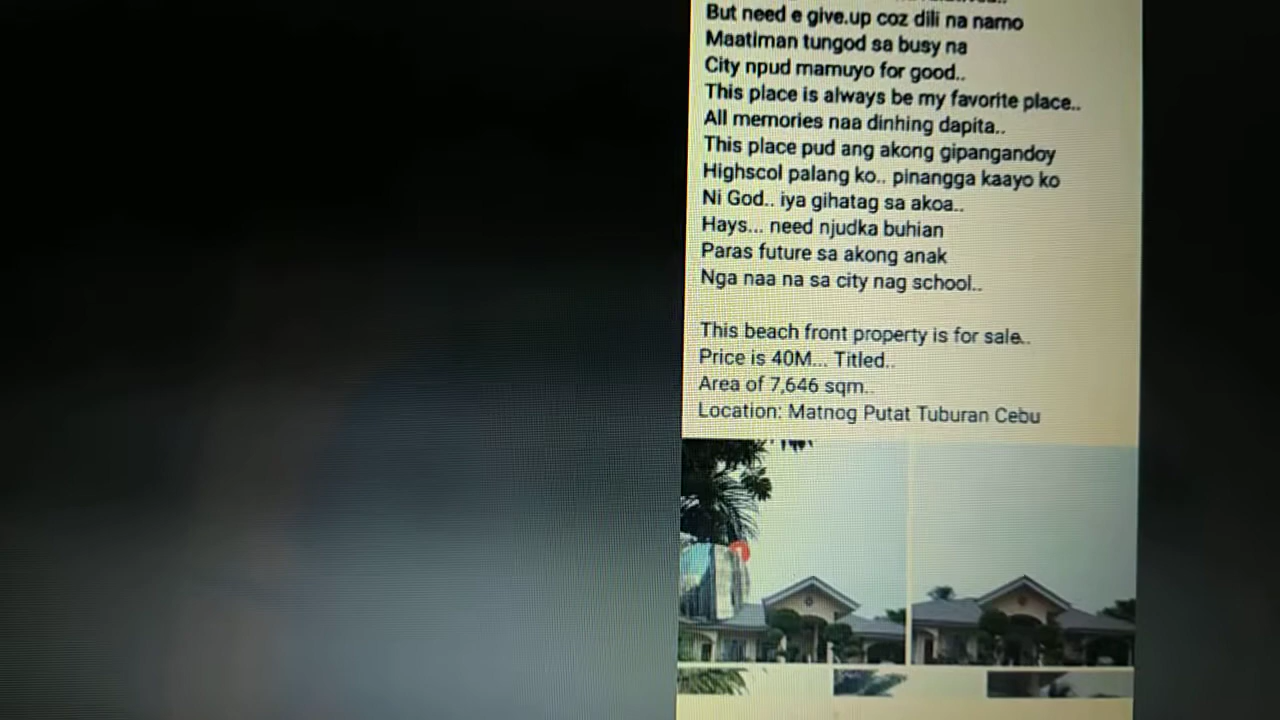 But need e give.up coz dili na namo
Maatiman tungod sa busy na
City npud mamuyo for good..
This place is always be my favorite place..
All memories naa dinhing dapita..
This place pud ang akong gipangandoy
Highscol palang ko.. pinangga kaayo ko
Ni God.. iya gihatag sa akoa..
Hays... need njudka buhian
Paras future sa akong anak
Nga naa na sa city nag school..
This beach front property is for sale..
Price is 40M... Titled..
Area of 7,646 sqm..
Location: Matnog Putat Tuburan Cebu